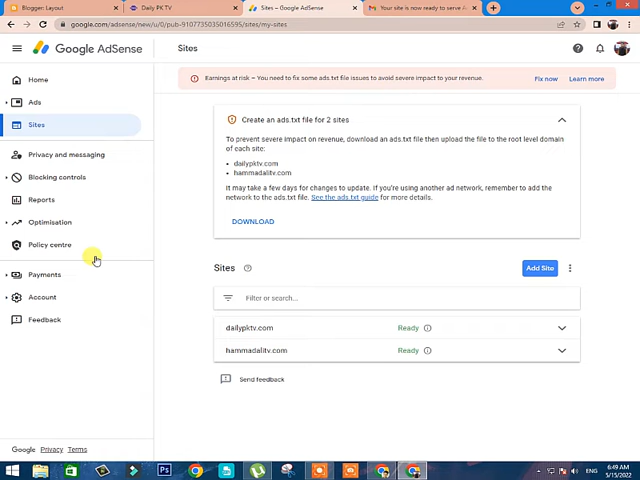 Blogger: Layout
Daily PK TV
Sites – Google AdSense
Your site is now ready to serve A
google.com/adsense/new/u/0/pub-9107735035016595/sites/my-sites
Google AdSense
Sites
Home
Ads
Sites
Privacy and messaging
Blocking controls
Reports
Optimisation
Policy centre
Payments
Account
Feedback
Google Privacy Terms
Earnings at risk – You need to fix some ads.txt file issues to avoid severe impact to your revenue.
Fix now
Learn more
Create an ads.txt file for 2 sites
To prevent severe impact on revenue, download an ads.txt file then upload the file to the root level domain
of each site:
• dailypktv.com
• hammadalitv.com
It may take a few days for changes to update. If you're using another ad network, remember to add the
network to the ads.txt file. See the ads.txt guide for more details.
DOWNLOAD
Sites
Add Site
Filter or search...
dailypktv.com Ready
hammadalitv.com Ready
Send feedback
ENG
6:49 AM
5/15/2022